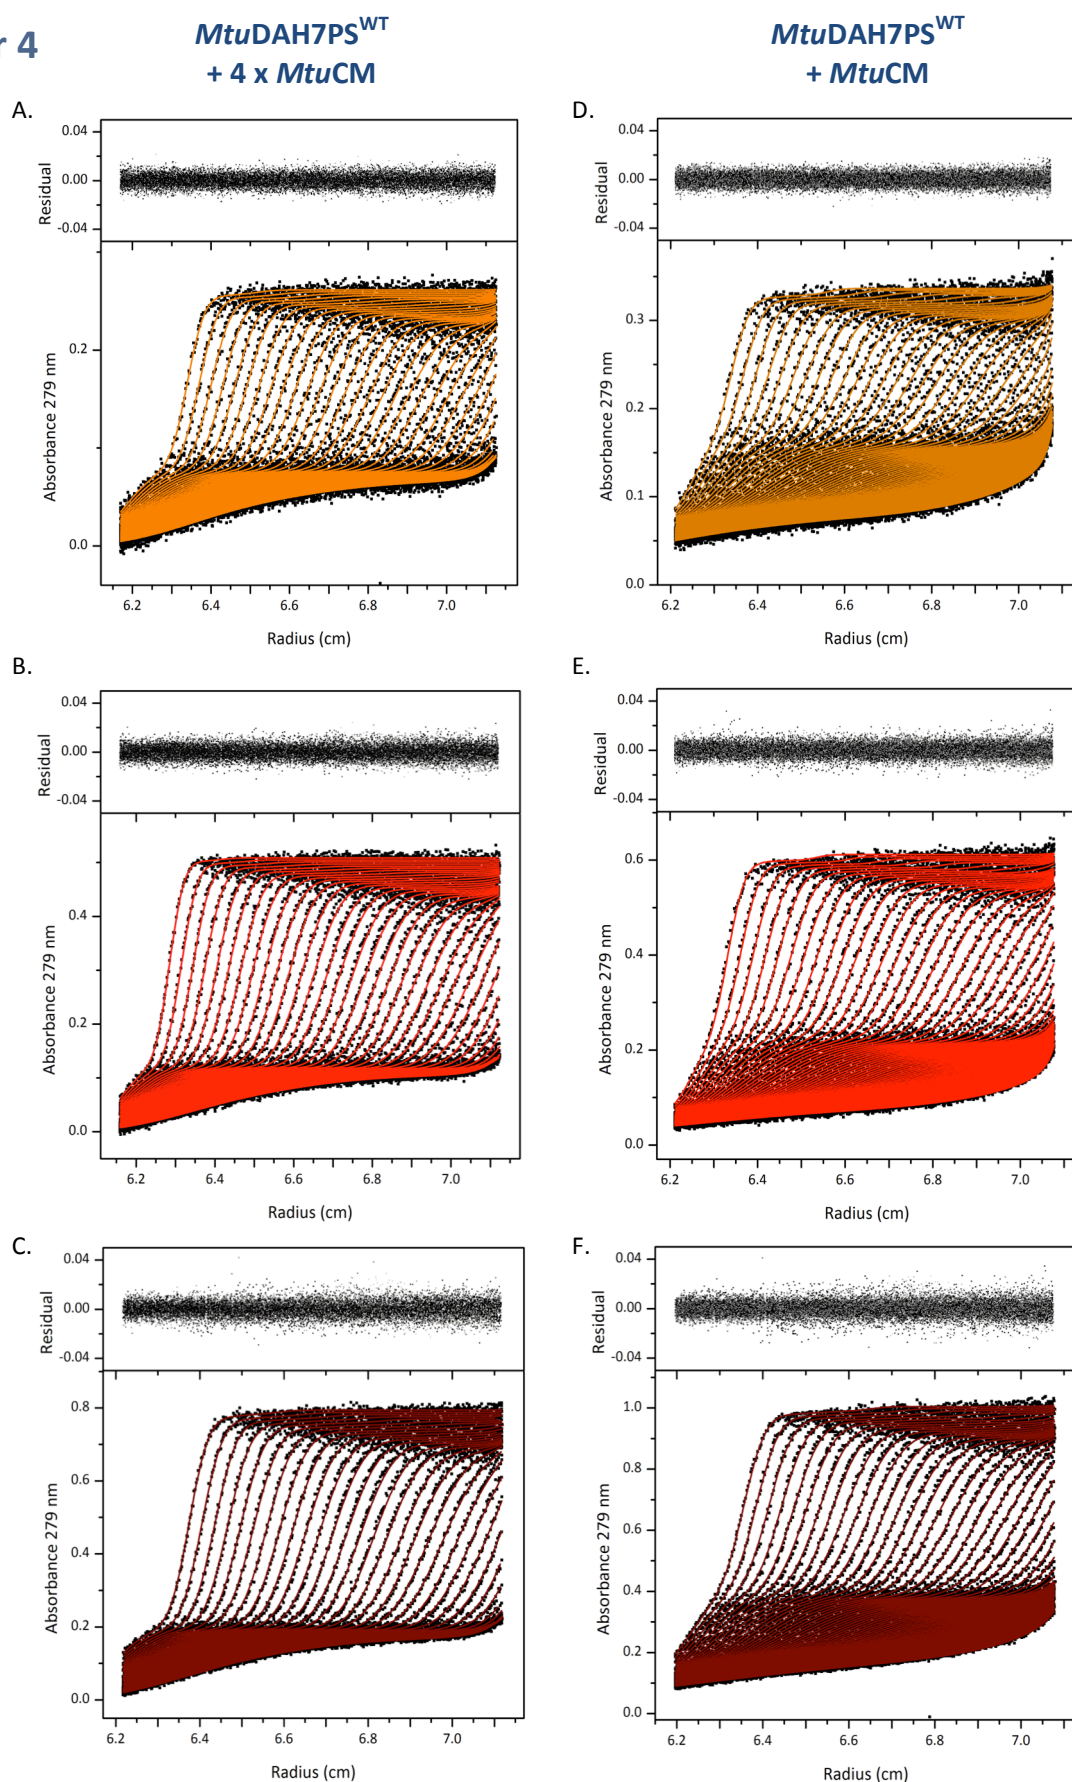 r 4
MtuDAH7PS^WT
+ 4 x MtuCM
MtuDAH7PS^WT
+ MtuCM
A.
0.04
0.00
-0.04
Residual
0.2
0.0
Absorbance 279 nm
6.2 6.4 6.6 6.8 7.0
Radius (cm)
D.
0.04
0.00
-0.04
Residual
0.3
0.2
0.1
0.0
Absorbance 279 nm
6.2 6.4 6.6 6.8 7.0
Radius (cm)
B.
0.04
0.00
-0.04
Residual
0.4
0.2
0.0
Absorbance 279 nm
6.2 6.4 6.6 6.8 7.0
Radius (cm)
E.
0.04
0.00
-0.04
Residual
0.6
0.4
0.2
0.0
Absorbance 279 nm
6.2 6.4 6.6 6.8 7.0
Radius (cm)
C.
0.04
0.00
-0.04
Residual
0.8
0.6
0.4
0.2
0.0
Absorbance 279 nm
6.2 6.4 6.6 6.8 7.0
Radius (cm)
F.
0.04
0.00
-0.04
Residual
1.0
0.8
0.6
0.4
0.2
0.0
Absorbance 279 nm
6.2 6.4 6.6 6.8 7.0
Radius (cm)